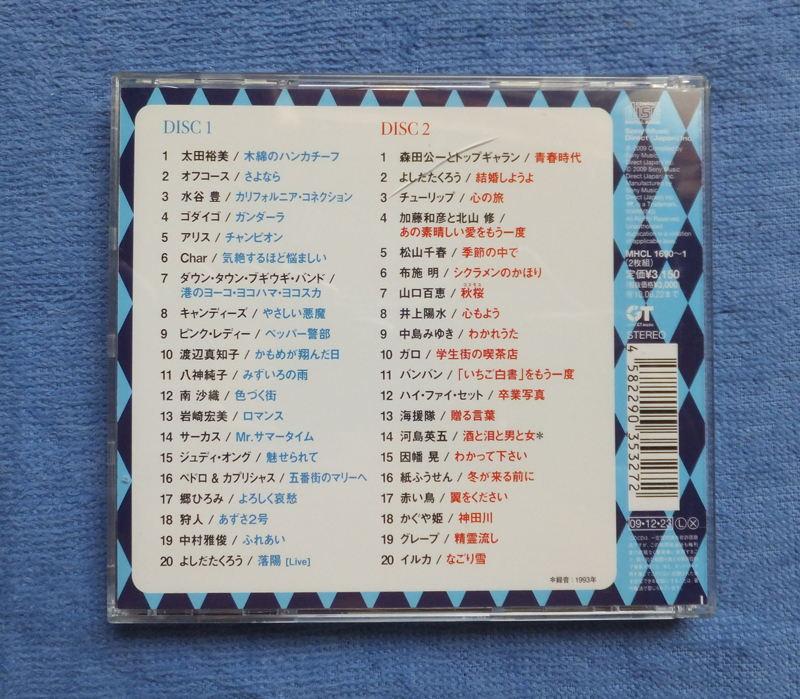 DISC 1
1 太田裕美 / 木綿のハンカチーフ
2 オフコース / さよなら
3 水谷 豊 / カリフォルニア・コネクション
4 ゴダイゴ / ガンダーラ
5 アリス / チャンピオン
6 Char / 気絶するほど悩ましい
7 ダウン・タウン・ブギウギ・バンド /
港のヨーコ・ヨコハマ・ヨコスカ
8 キャンディーズ / やさしい悪魔
9 ピンク・レディー / ペッパー警部
10 渡辺真知子 / かもめが翔んだ日
11 八神純子 / みずいろの雨
12 南 沙織 / 色づく街
13 岩崎宏美 / ロマンス
14 サーカス / Mr.サマータイム
15 ジュディ・オング / 魅せられて
16 ペドロ & カプリシャス / 五番街のマリーへ
17 郷ひろみ / よろしく哀愁
18 狩人 / あずさ2号
19 中村雅俊 / ふれあい
20 よしだたくろう / 落陽 [Live]
DISC 2
1 森田公一とトップギャラン / 青春時代
2 よしだたくろう / 結婚しようよ
3 チューリップ / 心の旅
4 加藤和彦と北山 修 /
あの素晴しい愛をもう一度
5 松山千春 / 季節の中で
6 布施 明 / シクラメンのかほり
7 山口百恵 / 秋桜
8 井上陽水 / 心もよう
9 中島みゆき / わかれうた
10 ガロ / 学生街の喫茶店
11 バンバン / 「いちご白書」をもう一度
12 ハイ・ファイ・セット / 卒業写真
13 海援隊 / 贈る言葉
14 河島英五 / 酒と泪と男と女*
15 因幡 晃 / わかって下さい
16 紙ふうせん / 冬が来る前に
17 赤い鳥 / 翼をください
18 かぐや姫 / 神田川
19 グレープ / 精霊流し
20 イルカ / なごり雪
*録音:1993年
Sony Music
Direct (Japan) Inc.
MHCL 1690~1
(2枚組)
定価¥3,150
(税抜価格¥3,000)
GT
STEREO
4 582290 353272
09・12・23 Ⓛ Ⓧ